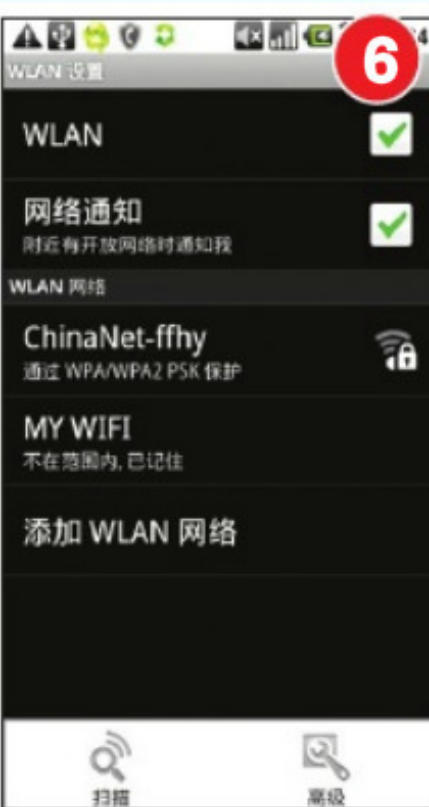 6
4
WLAN 设置
WLAN
网络通知
附近有开放网络时通知我
WLAN 网络
ChinaNet-ffhy
通过 WPA/WPA2 PSK 保护
MY WIFI
不在范围内, 已记住
添加 WLAN 网络
扫描
高级